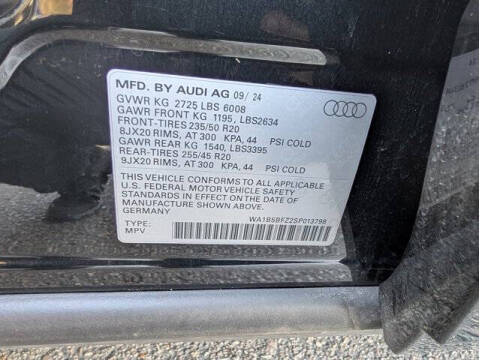 MFD. BY AUDI AG 09/24
GVWR KG 2725 LBS 6008
GAWR FRONT KG 1195, LBS2634
FRONT-TIRES 235/50 R20
8JX20 RIMS, AT 300 KPA, 44 PSI COLD
GAWR REAR KG 1540, LBS3395
REAR-TIRES 255/45 R20
9JX20 RIMS, AT 300 KPA, 44 PSI COLD
THIS VEHICLE CONFORMS TO ALL APPLICABLE
U.S. FEDERAL MOTOR VEHICLE SAFETY
STANDARDS IN EFFECT ON THE DATE OF
MANUFACTURE SHOWN ABOVE.
GERMANY
WA1B5BFZ2SP013798
TYPE:
MPV